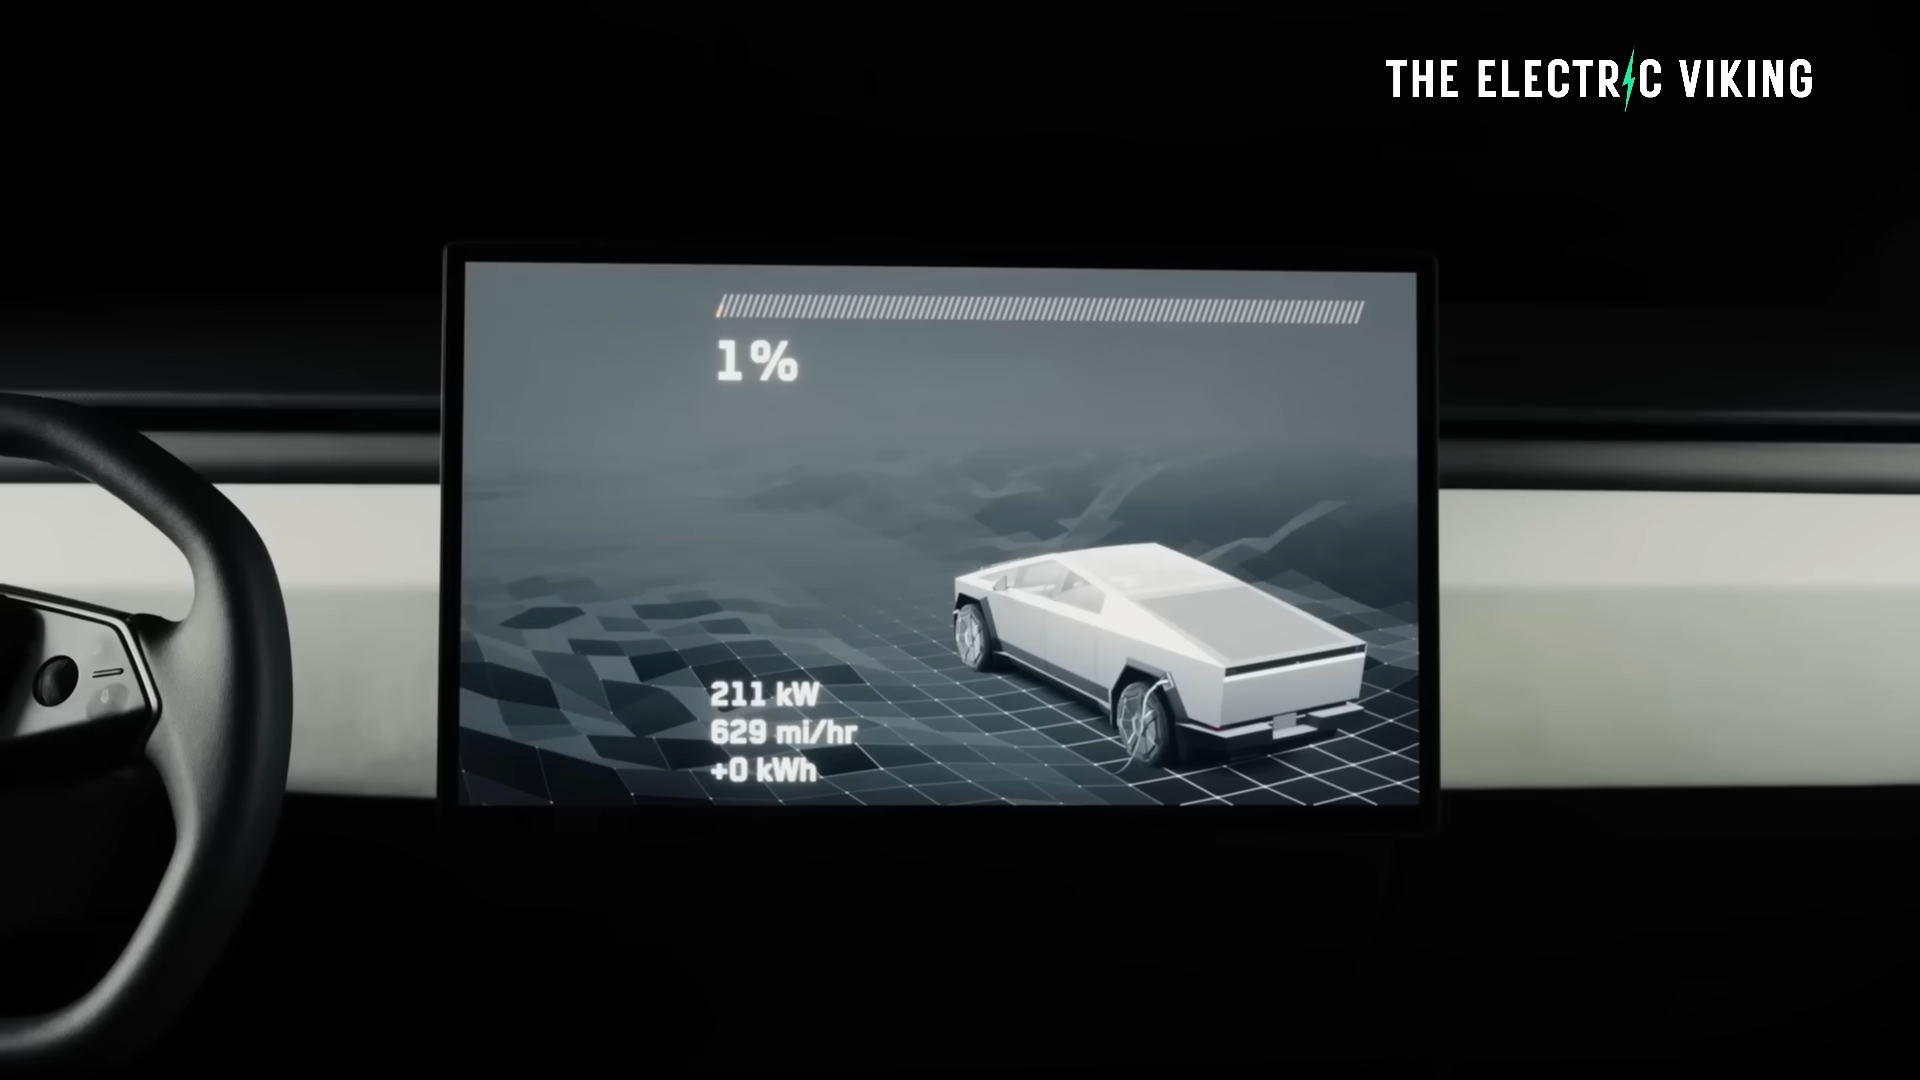 THE ELECTRIC VIKING
1%
211 kW
629 mi/hr
+0 kWh